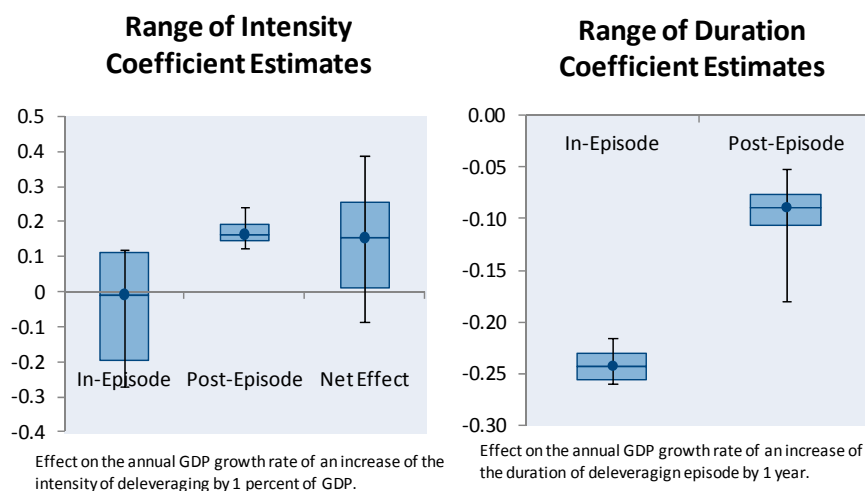 Range of Intensity
Coefficient Estimates
0.5
0.4
0.3
0.2
0.1
0
-0.1
-0.2
-0.3
-0.4
In-Episode Post-Episode Net Effect
Effect on the annual GDP growth rate of an increase of the
intensity of deleveraging by 1 percent of GDP.
Range of Duration
Coefficient Estimates
0.00
-0.05
-0.10
-0.15
-0.20
-0.25
-0.30
In-Episode Post-Episode
Effect on the annual GDP growth rate of an increase of
the duration of deleveragign episode by 1 year.